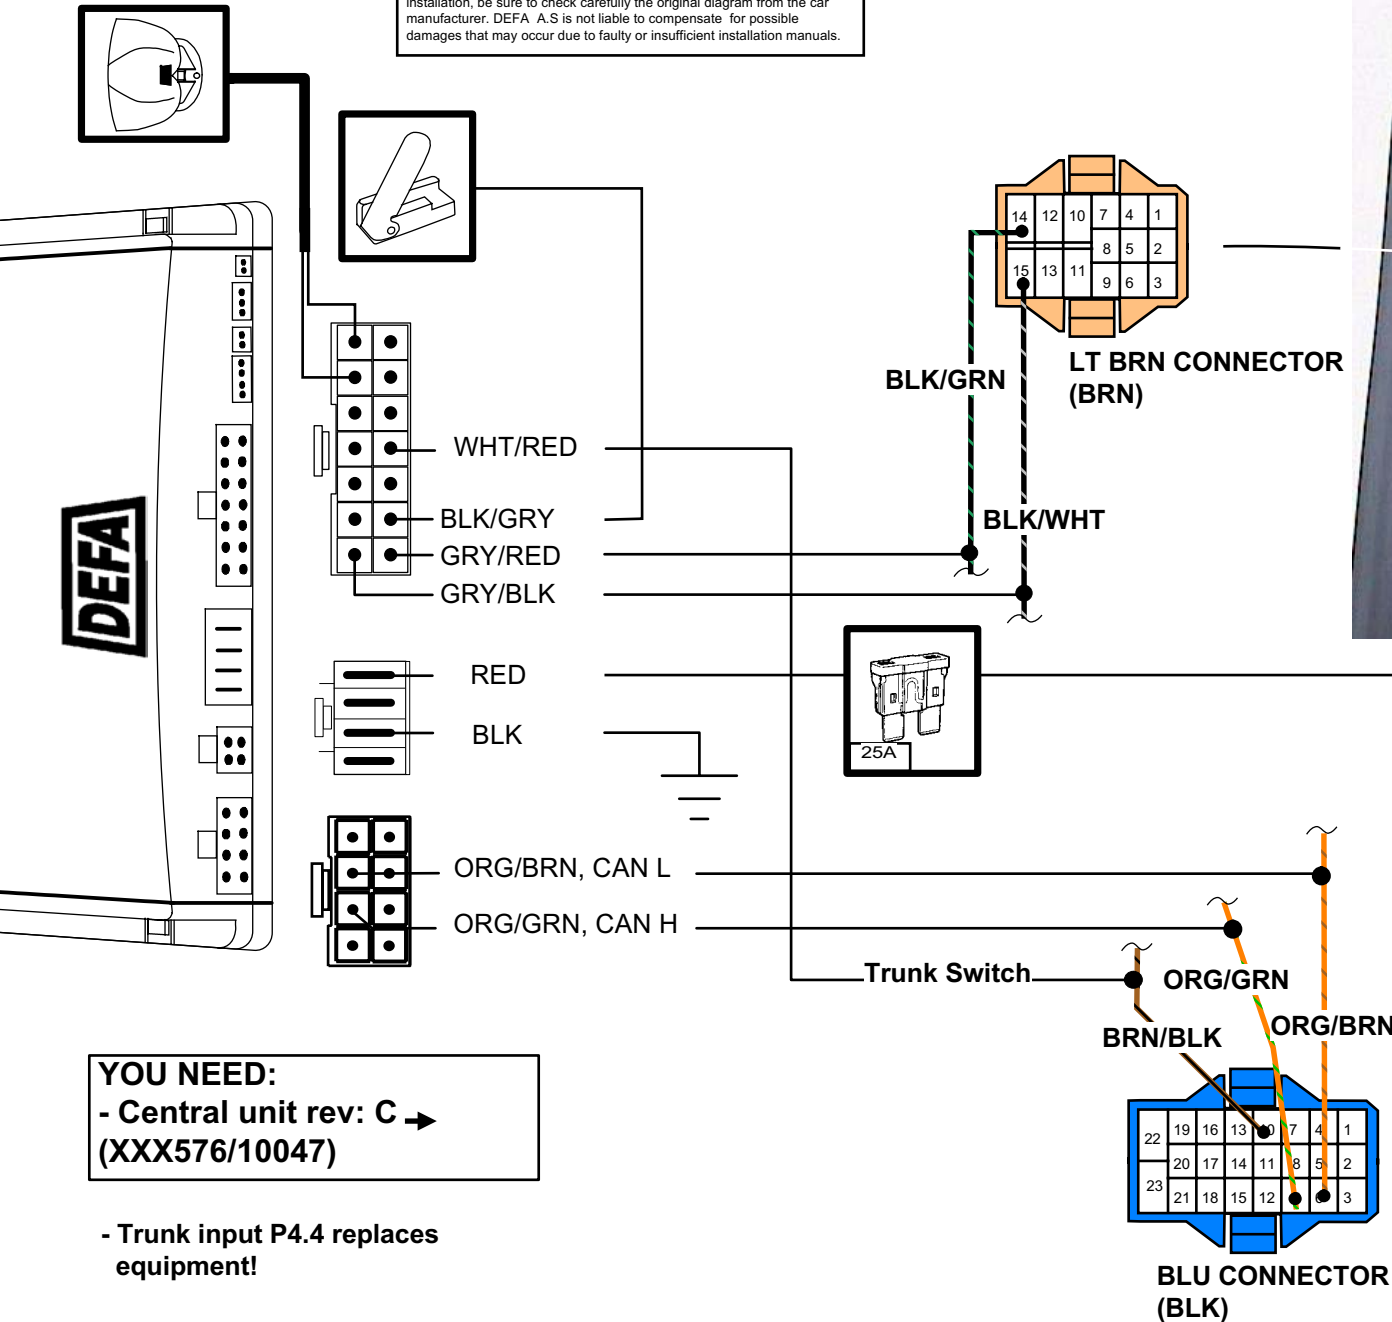 installation, be sure to check carefully the original diagram from the car
manufacturer. DEFA A.S is not liable to compensate for possible
damages that may occur due to faulty or insufficient installation manuals.
14 12 10 7 4 1
8 5 2
15 13 11
9 6 3
LT BRN CONNECTOR
(BRN)
BLK/GRN
WHT/RED
BLK/GRY
BLK/WHT
GRY/RED
GRY/BLK
DEFA
RED
BLK
25A
ORG/BRN, CAN L
ORG/GRN, CAN H
Trunk Switch
ORG/GRN
ORG/BRN
BRN/BLK
YOU NEED:
- Central unit rev: C
(XXX576/10047)
22 19 16 13 10 7 4 1
20 17 14 11 8 5 2
23 21 18 15 12 6 3
- Trunk input P4.4 replaces
equipment!
BLU CONNECTOR
(BLK)